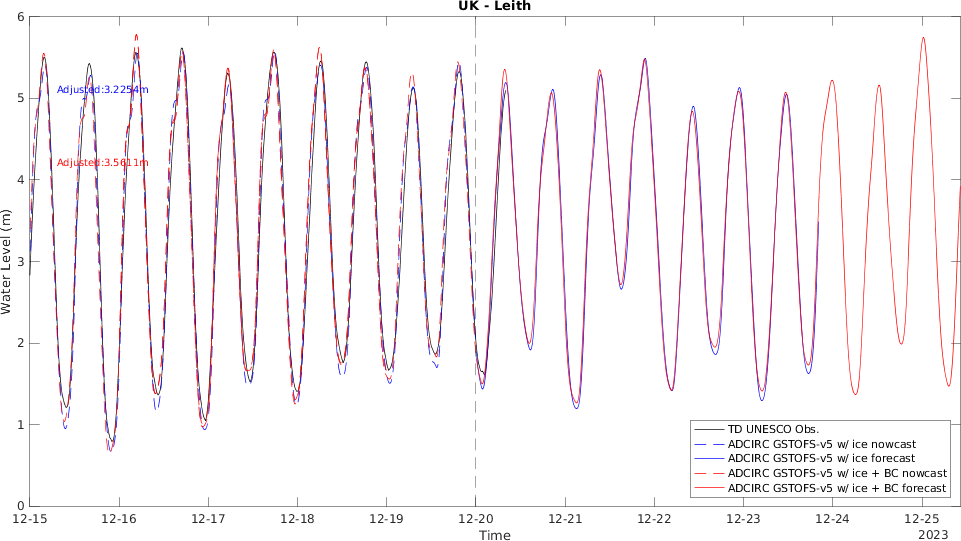 UK - Leith
6
5
4
3
2
1
0
Water Level (m)
Adjusted:3.2254m
Adjusted:3.5611m
TD UNESCO Obs.
ADCIRC GSTOFS-v5 w/ ice nowcast
ADCIRC GSTOFS-v5 w/ ice forecast
ADCIRC GSTOFS-v5 w/ ice + BC nowcast
ADCIRC GSTOFS-v5 w/ ice + BC forecast
12-15 12-16 12-17 12-18 12-19 12-20 12-21 12-22 12-23 12-24 12-25
Time
2023